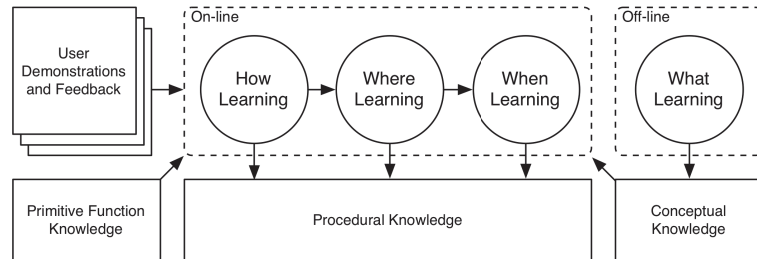 On-line
Off-line
User
Demonstrations
and Feedback
How
Learning
Where
Learning
When
Learning
What
Learning
Primitive Function
Knowledge
Procedural Knowledge
Conceptual
Knowledge